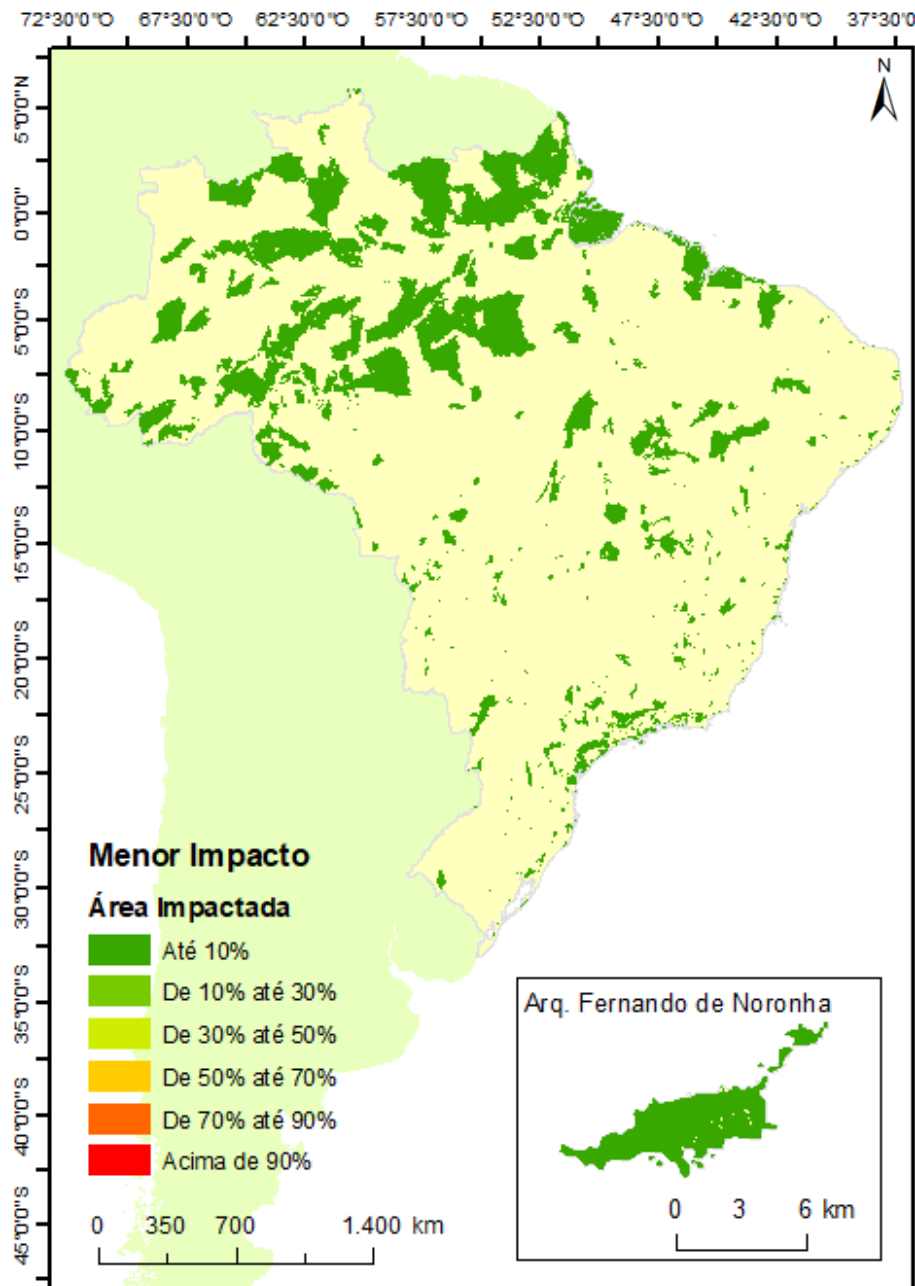 72°30'0"O 67°30'0"O 62°30'0"O 57°30'0"O 52°30'0"O 47°30'0"O 42°30'0"O 37°30'0"O
N
5°0'0"N
0°0'0"
5°0'0"S
10°0'0"S
15°0'0"S
20°0'0"S
25°0'0"S
30°0'0"S
35°0'0"S
40°0'0"S
45°0'0"S
Menor Impacto
Área Impactada
Até 10%
De 10% até 30%
De 30% até 50%
De 50% até 70%
De 70% até 90%
Acima de 90%
0 350 700 1.400 km
Arq. Fernando de Noronha
0 3 6 km